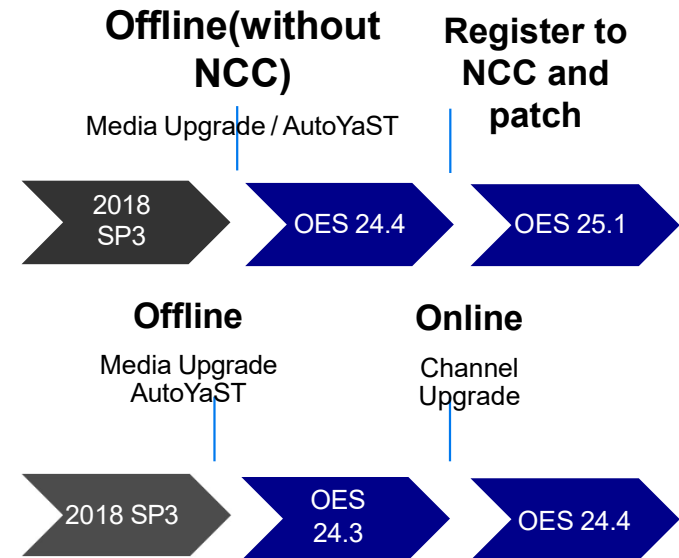 Offline(without
NCC)
Media Upgrade / AutoYaST
Register to
NCC and
patch
2018
SP3
OES 24.4
OES 25.1
Offline
Media Upgrade
AutoYaST
Online
Channel
Upgrade
2018 SP3
OES
24.3
OES 24.4